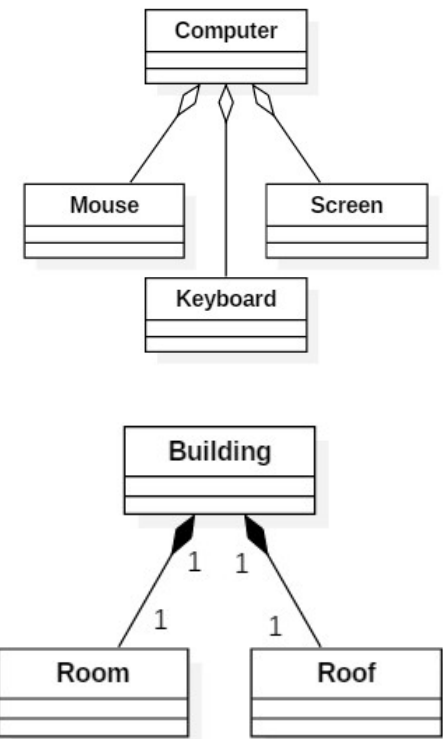 Computer
Mouse
Screen
Keyboard
Building
1
1
1
1
Room
Roof